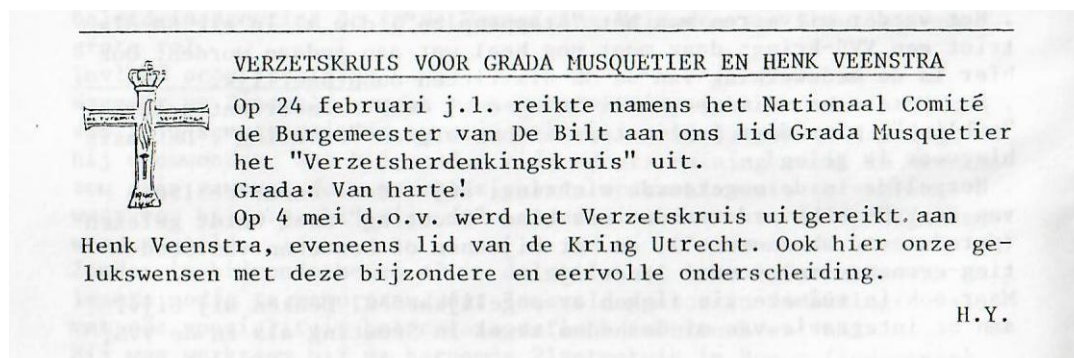 VERZETSKRUIS VOOR GRADA MUSQUETIER EN HENK VEENSTRA
Op 24 februari j.l. reikte namens het Nationaal Comité
de Burgemeester van De Bilt aan ons lid Grada Musquetier
het "Verzetsherdenkingskruis" uit.
Grada: Van harte!
Op 4 mei d.o.v. werd het Verzetskruis uitgereikt aan
Henk Veenstra, eveneens lid van de Kring Utrecht. Ook hier onze ge-
lukswensen met deze bijzondere en eervolle onderscheiding.
H.Y.